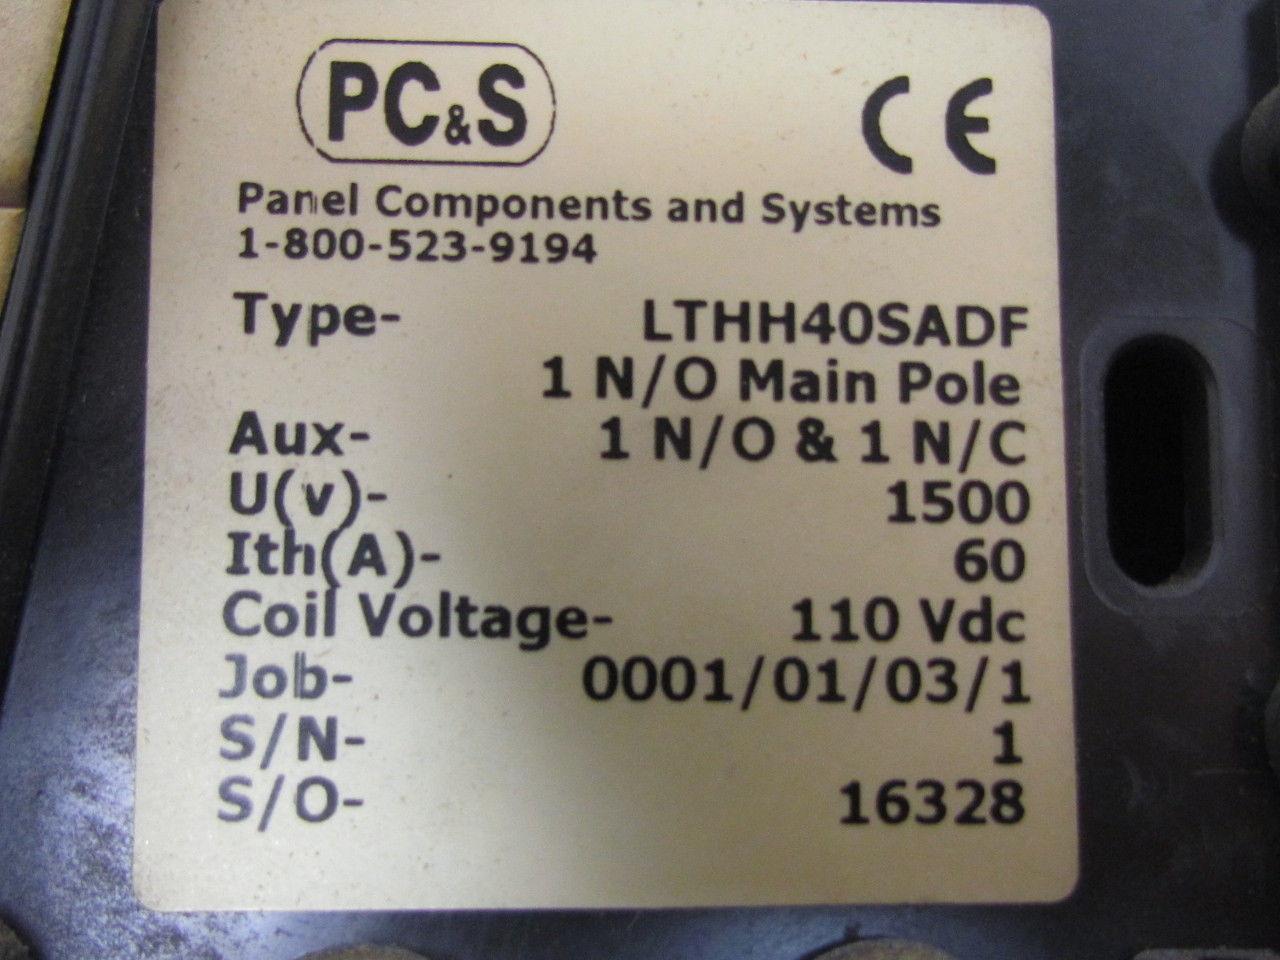 PC&S
CE
Panel Components and Systems
1-800-523-9194
Type- LTHH40SADF
1 N/O Main Pole
Aux- 1 N/O & 1 N/C
U(v)- 1500
Ith(A)- 60
Coil Voltage- 110 Vdc
Job- 0001/01/03/1
S/N- 1
S/O- 16328